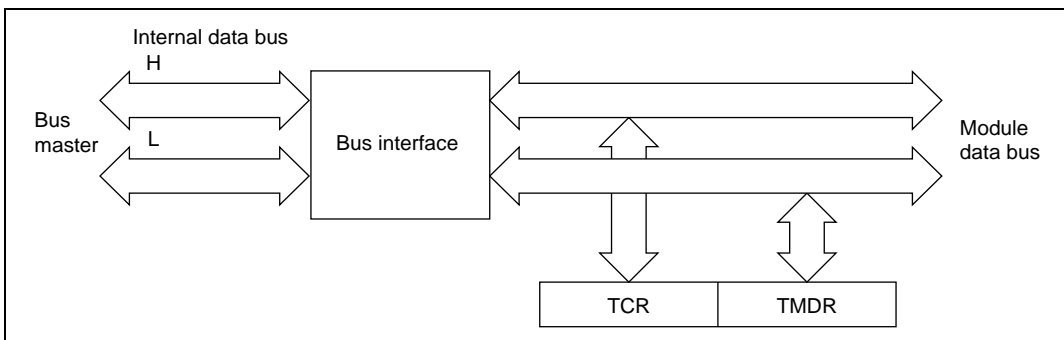 Internal data bus
H
Bus
master
L
Bus interface
Module
data bus
TCR
TMDR